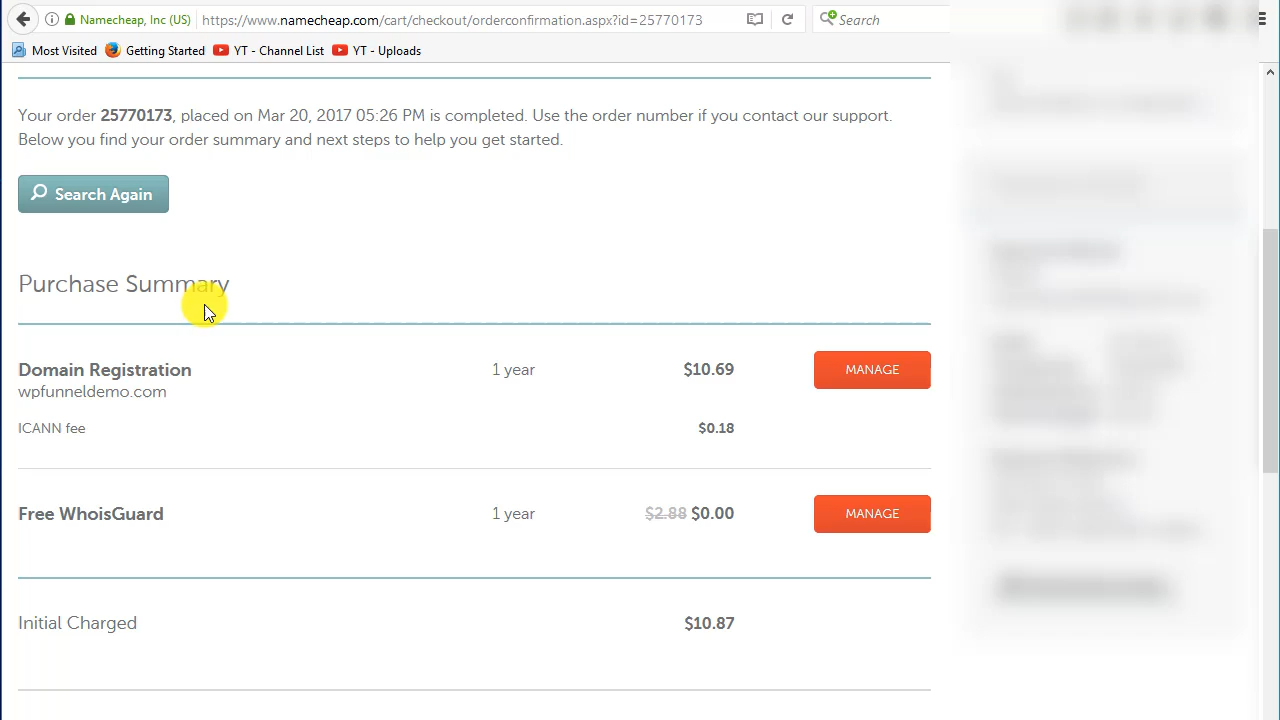 Namecheap, Inc (US) https://www.namecheap.com/cart/checkout/orderconfirmation.aspx?id=25770173 Search
Most Visited Getting Started YT - Channel List YT - Uploads
Your order 25770173, placed on Mar 20, 2017 05:26 PM is completed. Use the order number if you contact our support.
Below you find your order summary and next steps to help you get started.
Search Again
Purchase Summary
Domain Registration 1 year $10.69 MANAGE
wpfunneldemo.com
ICANN fee $0.18
Free WhoisGuard 1 year $2.88 $0.00 MANAGE
Initial Charged $10.87